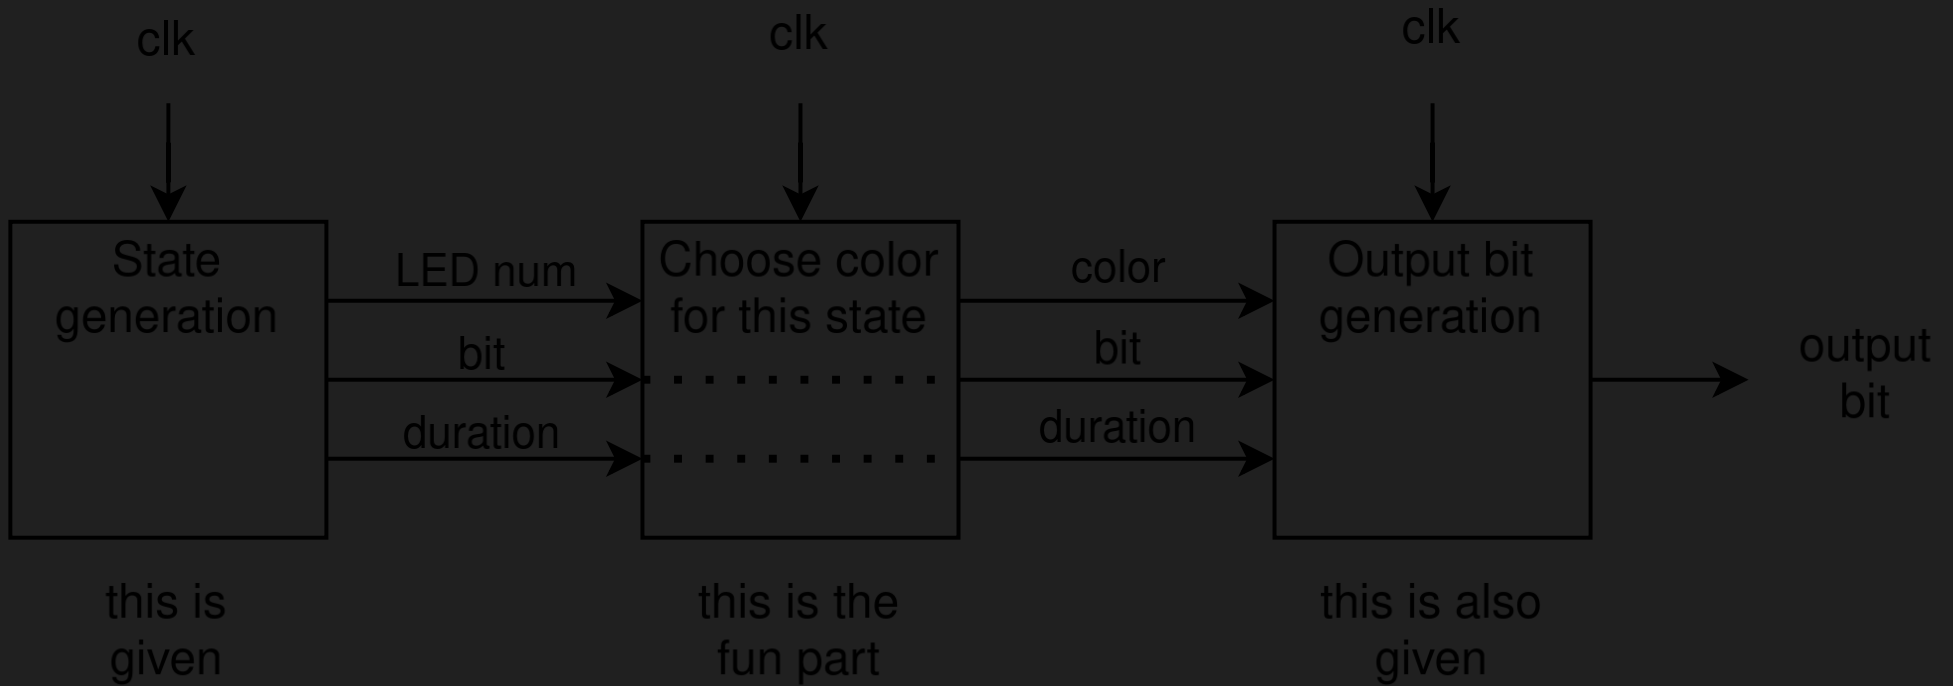 clk
clk
clk
State
generation
LED num
bit
duration
Choose color
for this state
color
bit
duration
Output bit
generation
output
bit
this is
given
this is the
fun part
this is also
given